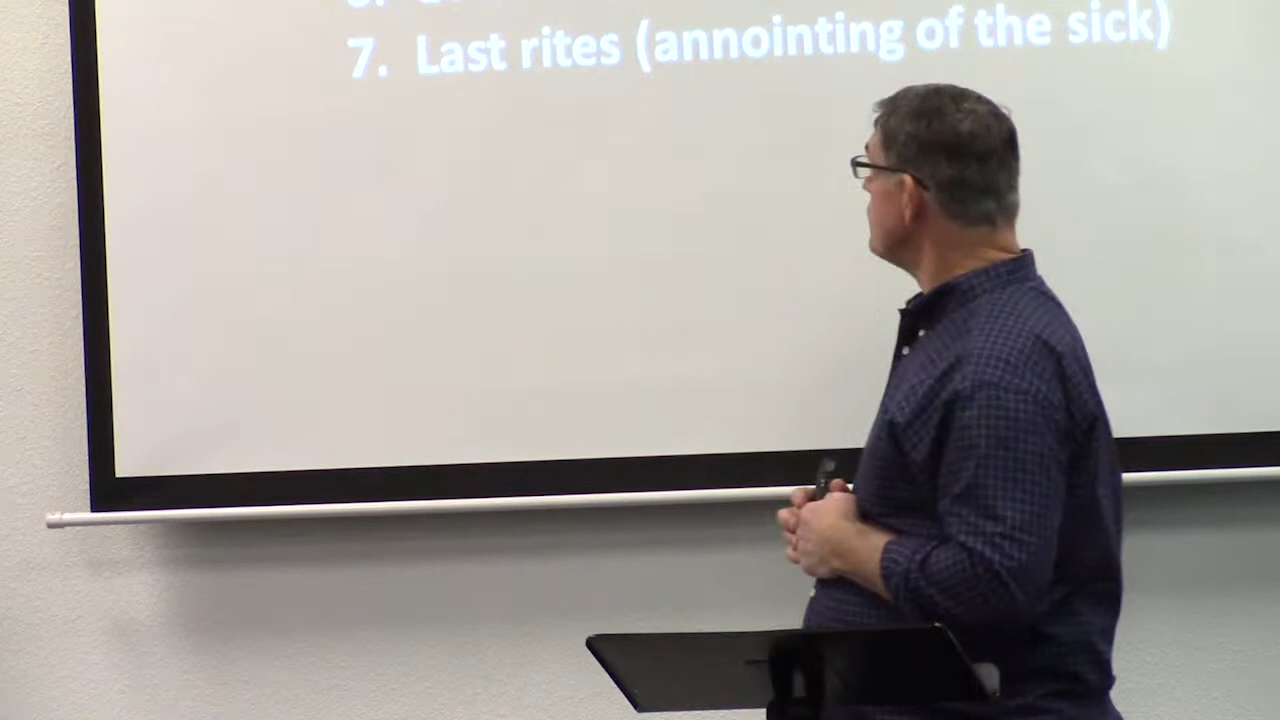 7. Last rites (annointing of the sick)